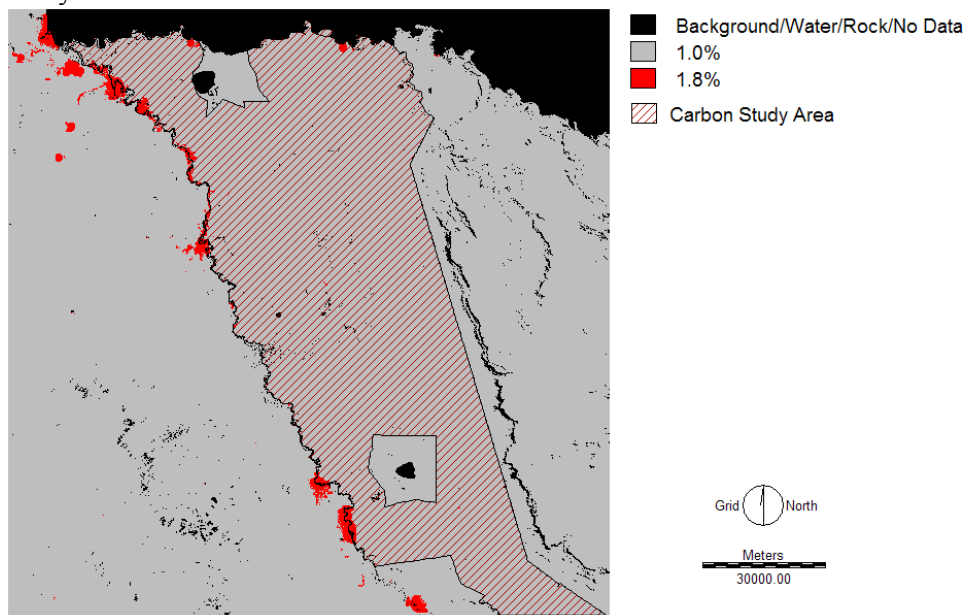 Background/Water/Rock/No Data
1.0%
1.8%
Carbon Study Area
Grid North
Meters
30000.00